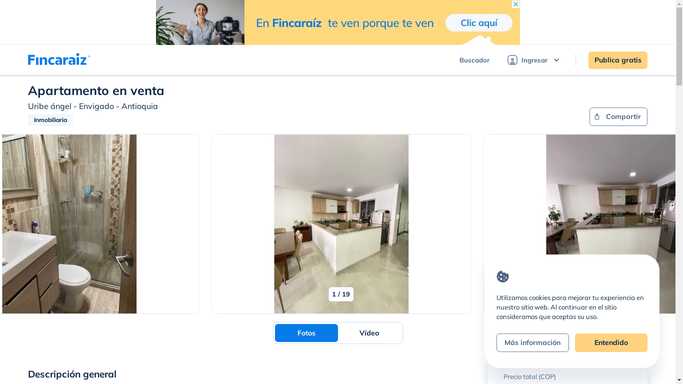 En Fincaraíz te ven porque te ven
Clic aquí
Fincaraiz
Buscador
Ingresar
Publica gratis
Apartamento en venta
Uribe ángel - Envigado - Antioquia
Inmobiliaria
Compartir
1 / 19
Fotos
Vídeo
Utilizamos cookies para mejorar tu experiencia en
nuestro sitio web. Al continuar en el sitio
consideramos que aceptas su uso.
Más información
Entendido
Descripción general
Precio total (COP)